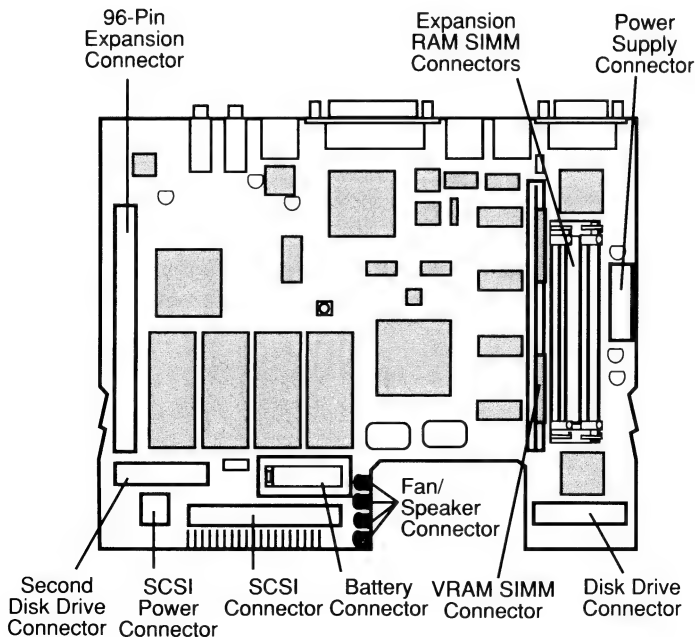 96-Pin
Expansion
Connector
Expansion
RAM SIMM
Connectors
Power
Supply
Connector
Fan/
Speaker
Connector
Second
Disk Drive
Connector
SCSI
Power
Connector
SCSI
Connector
Battery
Connector
VRAM SIMM
Connector
Disk Drive
Connector